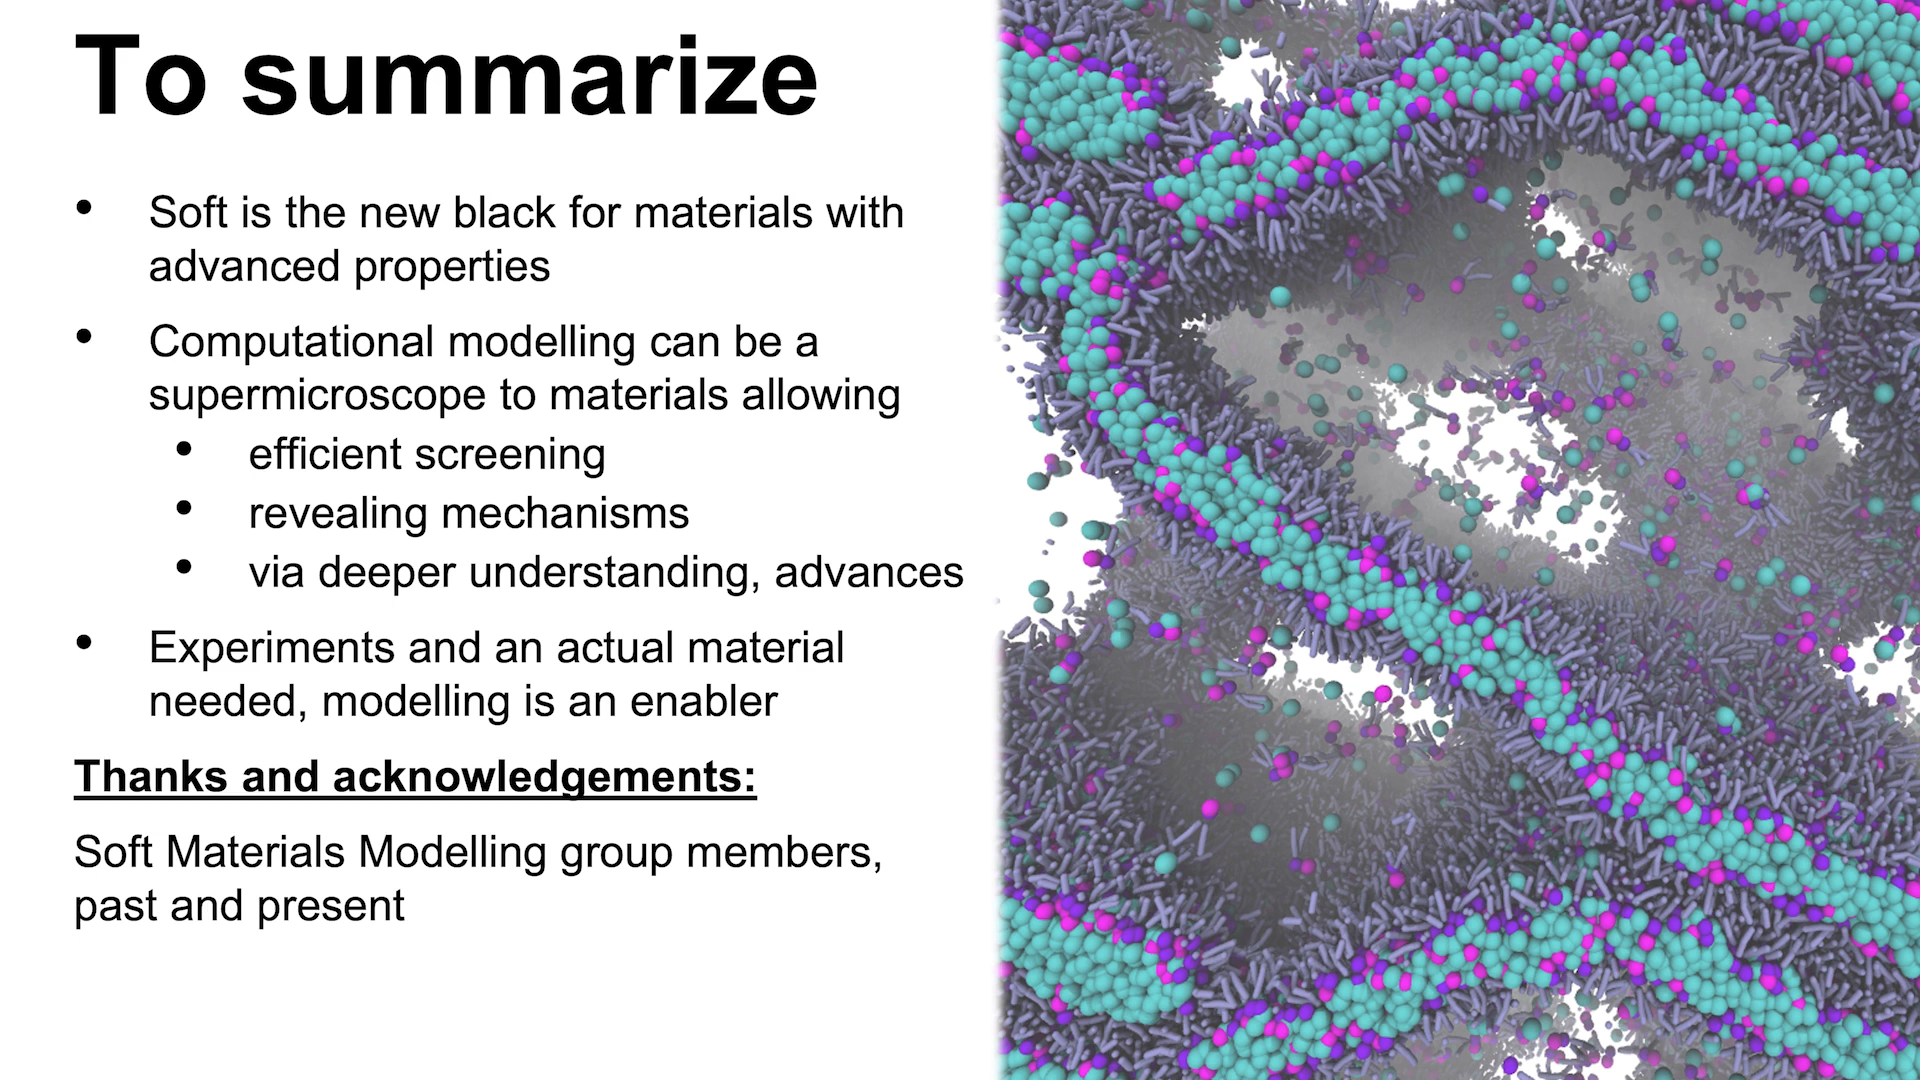 To summarize
• Soft is the new black for materials with
advanced properties
• Computational modelling can be a
supermicroscope to materials allowing
• efficient screening
• revealing mechanisms
• via deeper understanding, advances
• Experiments and an actual material
needed, modelling is an enabler
Thanks and acknowledgements:
Soft Materials Modelling group members,
past and present